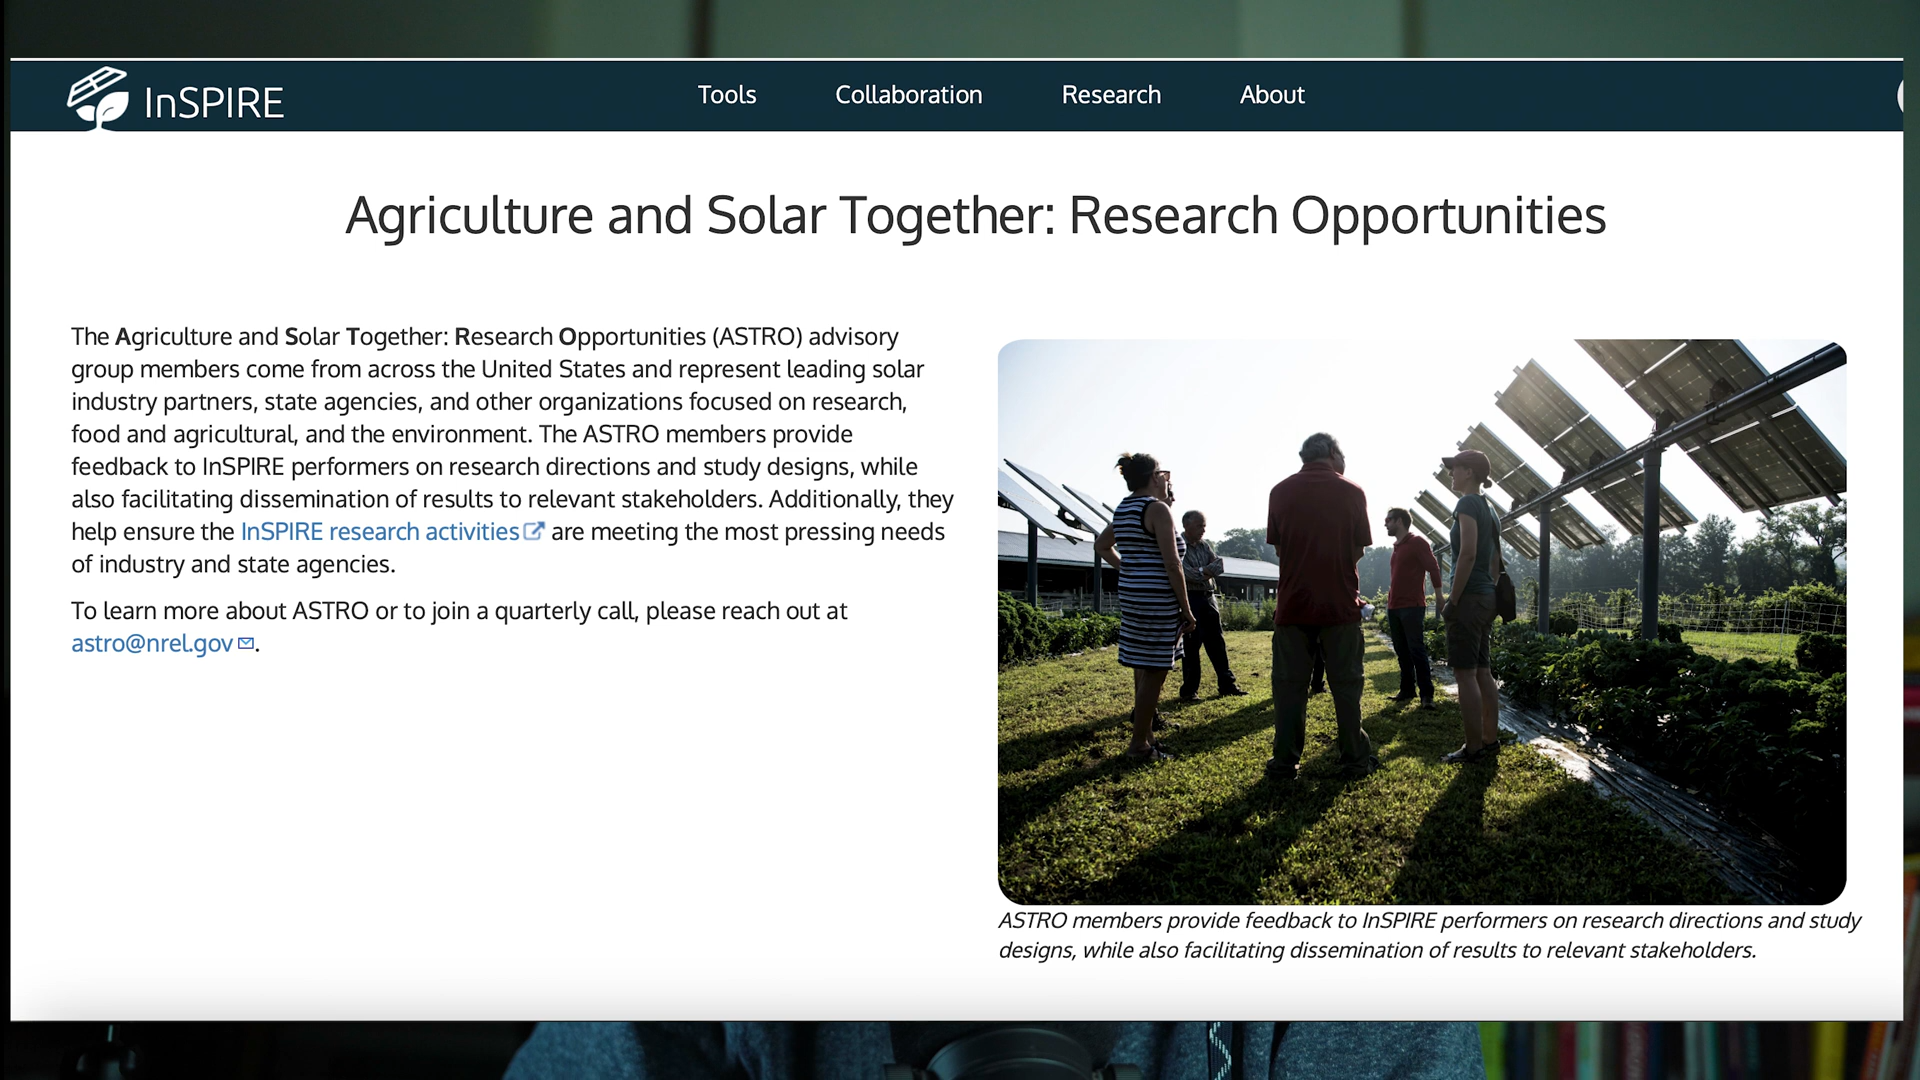 InSPIRE
Tools
Collaboration
Research
About
Agriculture and Solar Together: Research Opportunities
The Agriculture and Solar Together: Research Opportunities (ASTRO) advisory
group members come from across the United States and represent leading solar
industry partners, state agencies, and other organizations focused on research,
food and agricultural, and the environment. The ASTRO members provide
feedback to InSPIRE performers on research directions and study designs, while
also facilitating dissemination of results to relevant stakeholders. Additionally, they
help ensure the InSPIRE research activities are meeting the most pressing needs
of industry and state agencies.
To learn more about ASTRO or to join a quarterly call, please reach out at
astro@nrel.gov.
ASTRO members provide feedback to InSPIRE performers on research directions and study
designs, while also facilitating dissemination of results to relevant stakeholders.